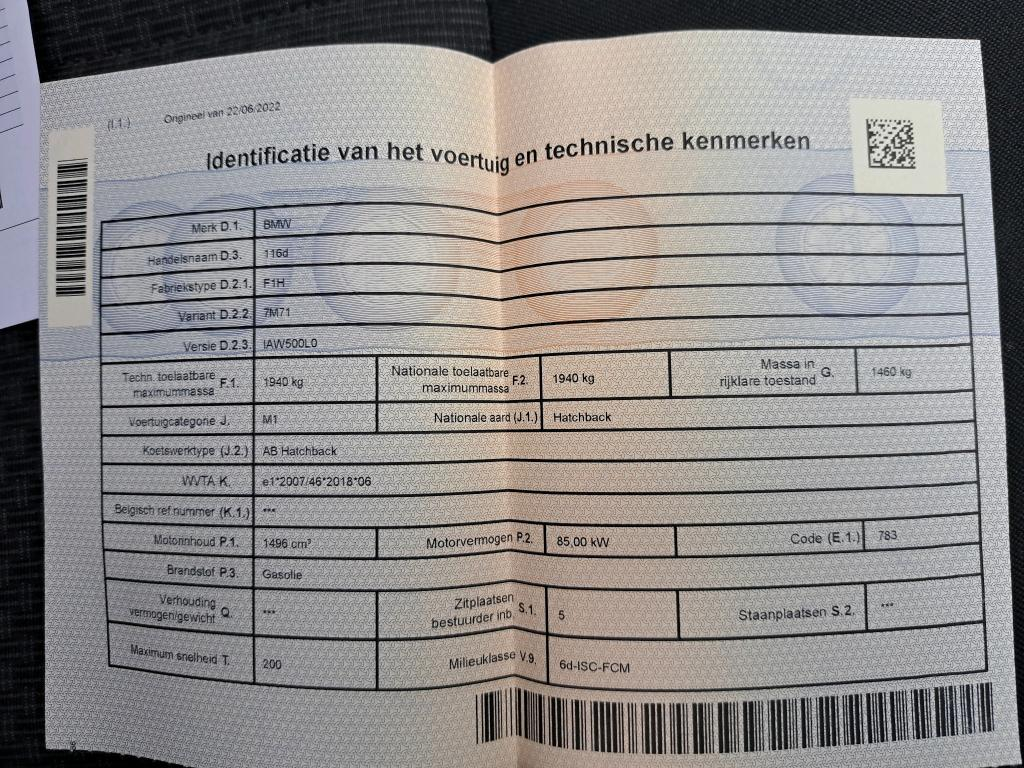 (I.1.) Origineel van 22/06/2022
Identificatie van het voertuig en technische kenmerken
Merk D.1. BMW
Handelsnaam D.3. 116d
Fabriekstype D.2.1. F1H
Variant D.2.2. 7M71
Versie D.2.3. IAW500L0
Techn. toelaatbare maximummassa F.1. 1940 kg Nationale toelaatbare maximummassa F.2. 1940 kg Massa in rijklare toestand G. 1460 kg
Voertuigcategorie J. M1 Nationale aard (J.1.) Hatchback
Koetswerktype (J.2.) AB Hatchback
WVTA K. e1*2007/46*2018*06
Belgisch ref.nummer (K.1.) ***
Motorinhoud P.1. 1496 cm³ Motorvermogen P.2. 85,00 kW Code (E.1.) 783
Brandstof P.3. Gasolie
Verhouding vermogen/gewicht Q. *** Zitplaatsen bestuurder inb. S.1. 5 Staanplaatsen S.2. ***
Maximum snelheid T. 200 Milieuklasse V.9. 6d-ISC-FCM